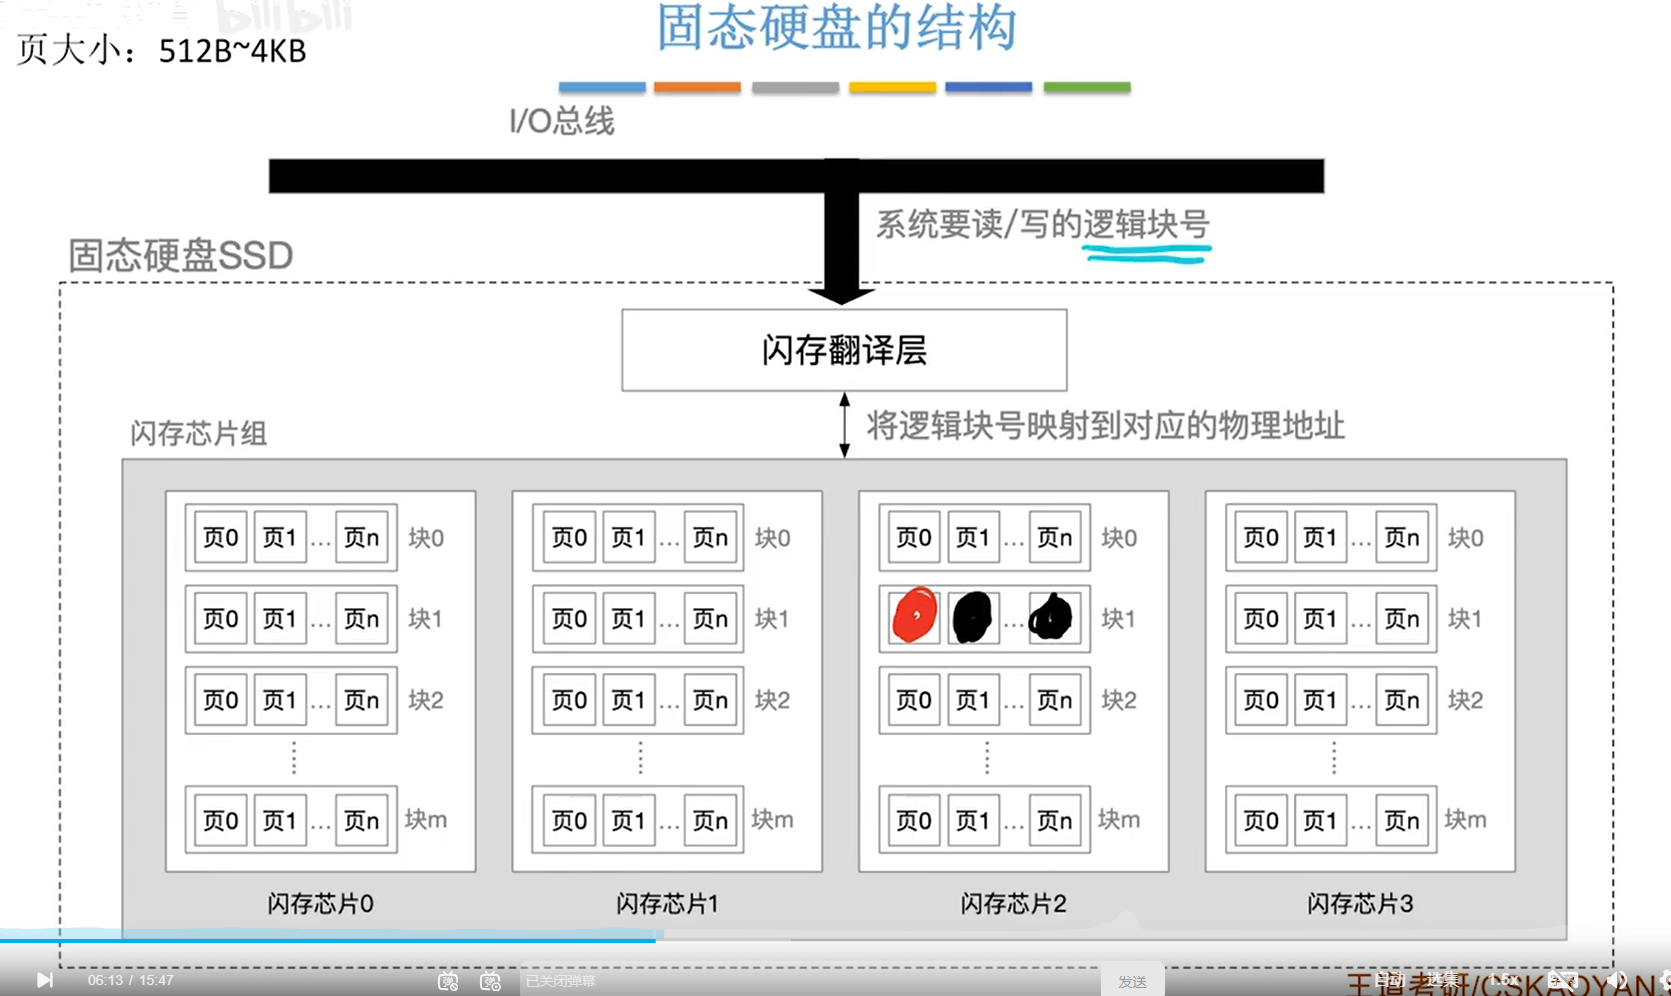 bilibili
固态硬盘的结构
页大小：512B~4KB
I/O总线
系统要读/写的逻辑块号
固态硬盘SSD
闪存翻译层
将逻辑块号映射到对应的物理地址
闪存芯片组
页0 页1 … 页n 块0
页0 页1 … 页n 块1
页0 页1 … 页n 块2
页0 页1 … 页n 块m
闪存芯片0
页0 页1 … 页n 块0
页0 页1 … 页n 块1
页0 页1 … 页n 块2
页0 页1 … 页n 块m
闪存芯片1
页0 页1 … 页n 块0
… 块1
页0 页1 … 页n 块2
页0 页1 … 页n 块m
闪存芯片2
页0 页1 … 页n 块0
页0 页1 … 页n 块1
页0 页1 … 页n 块2
页0 页1 … 页n 块m
闪存芯片3
06:13 / 15:47
已关闭弹幕
发送
自动 选集 1.5x
王道考研/CSKAOYAN